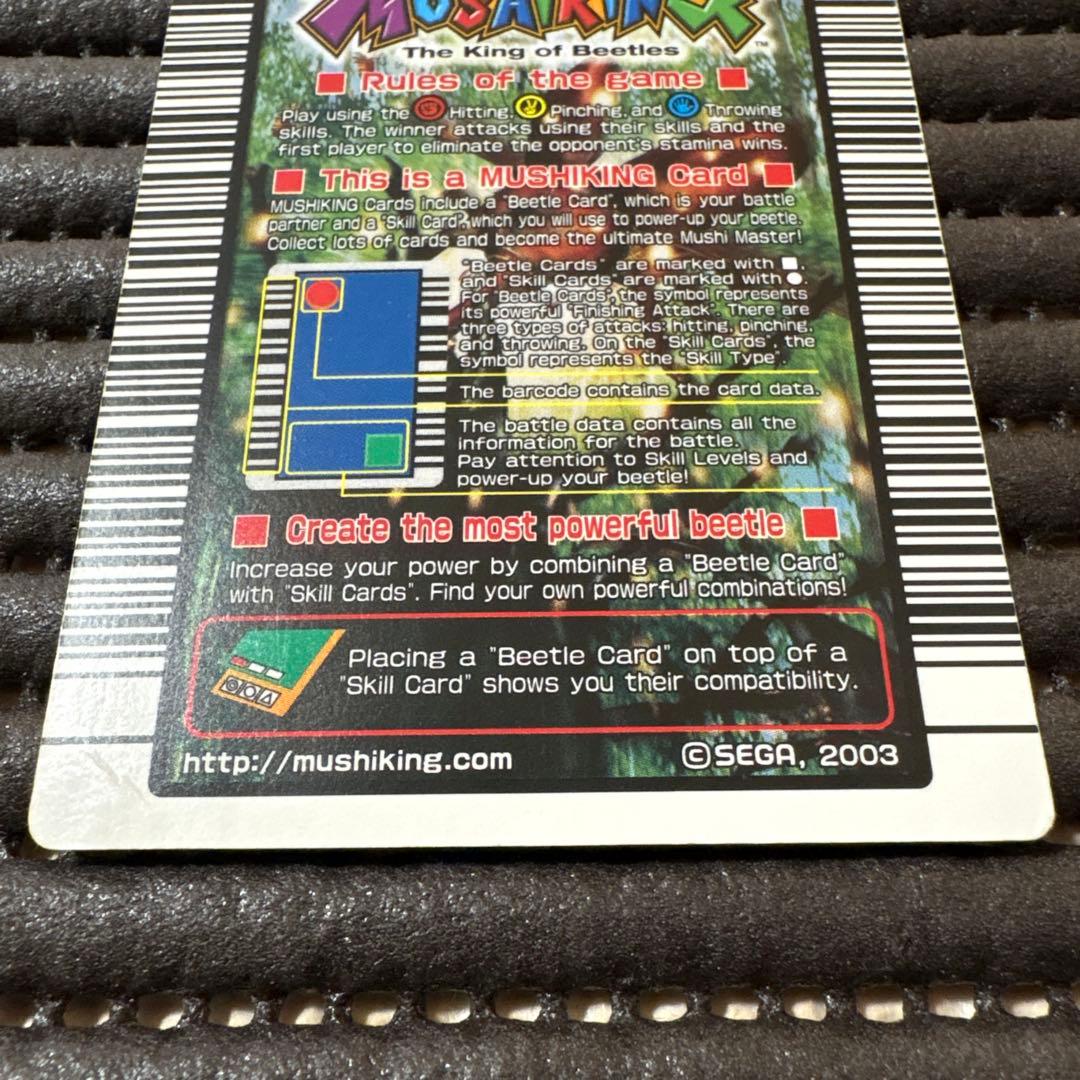 MUSHIKING
The King of Beetles ™
Rules of the game
Play using the Hitting, Pinching, and Throwing
skills. The winner attacks using their skills and the
first player to eliminate the opponent's stamina wins.
This is a MUSHIKING Card
MUSHIKING Cards include a "Beetle Card", which is your battle
partner and a "Skill Card", which you will use to power-up your beetle.
Collect lots of cards and become the ultimate Mushi Master!
"Beetle Cards" are marked with ■,
and "Skill Cards" are marked with ●.
For "Beetle Cards", the symbol represents
its powerful "Finishing Attack". There are
three types of attacks: hitting, pinching,
and throwing. On the "Skill Cards", the
symbol represents the "Skill Type".
The barcode contains the card data.
The battle data contains all the
information for the battle.
Pay attention to Skill Levels and
power-up your beetle!
Create the most powerful beetle
Increase your power by combining a "Beetle Card"
with "Skill Cards". Find your own powerful combinations!
Placing a "Beetle Card" on top of a
"Skill Card" shows you their compatibility.
http://mushiking.com
©SEGA, 2003